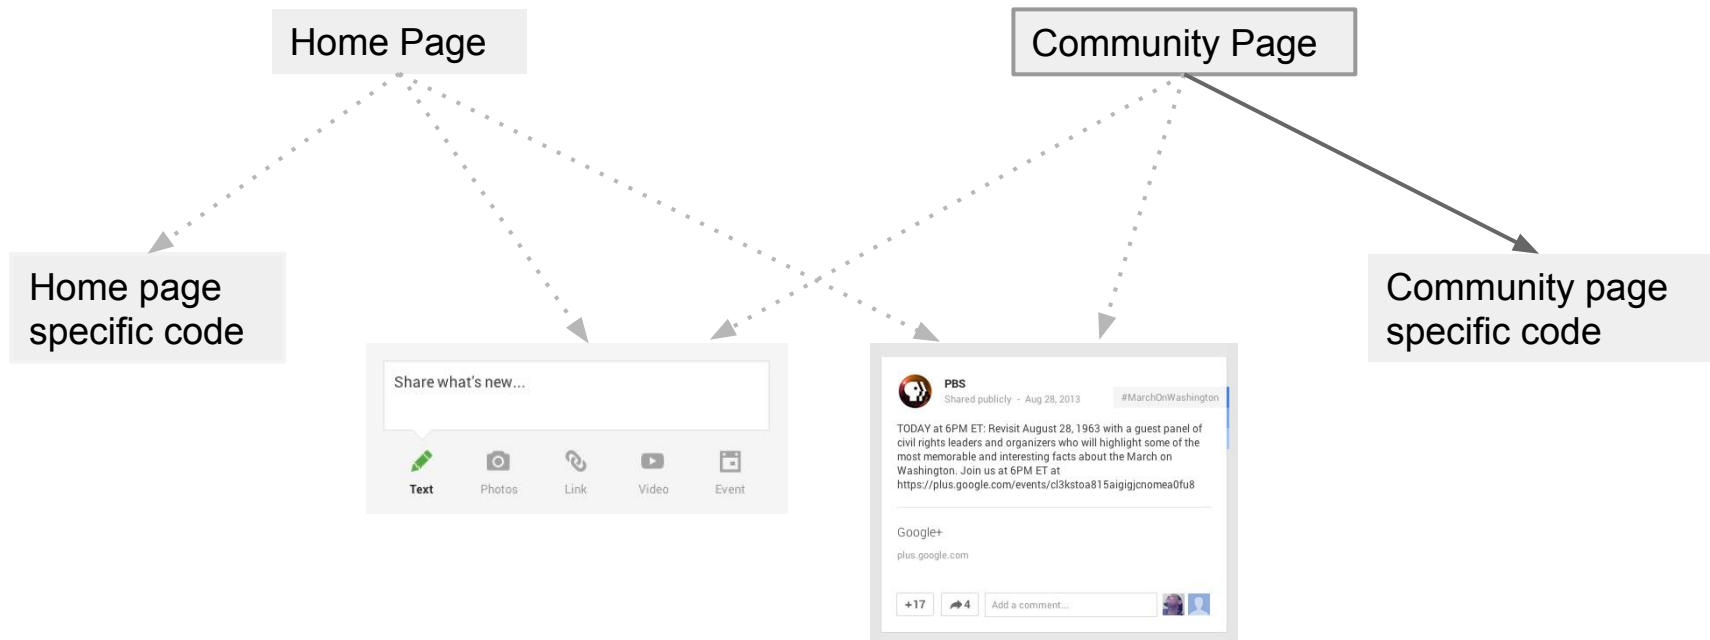 Home Page
Community Page
Home page
specific code
Community page
specific code
Share what's new...
Text
Photos
Link
Video
Event
PBS
Shared publicly - Aug 28, 2013
#MarchOnWashington
TODAY at 6PM ET: Revisit August 28, 1963 with a guest panel of
civil rights leaders and organizers who will highlight some of the
most memorable and interesting facts about the March on
Washington. Join us at 6PM ET at
https://plus.google.com/events/cl3kstoa815aigigjcnomea0fu8
Google+
plus.google.com
+17
4
Add a comment...